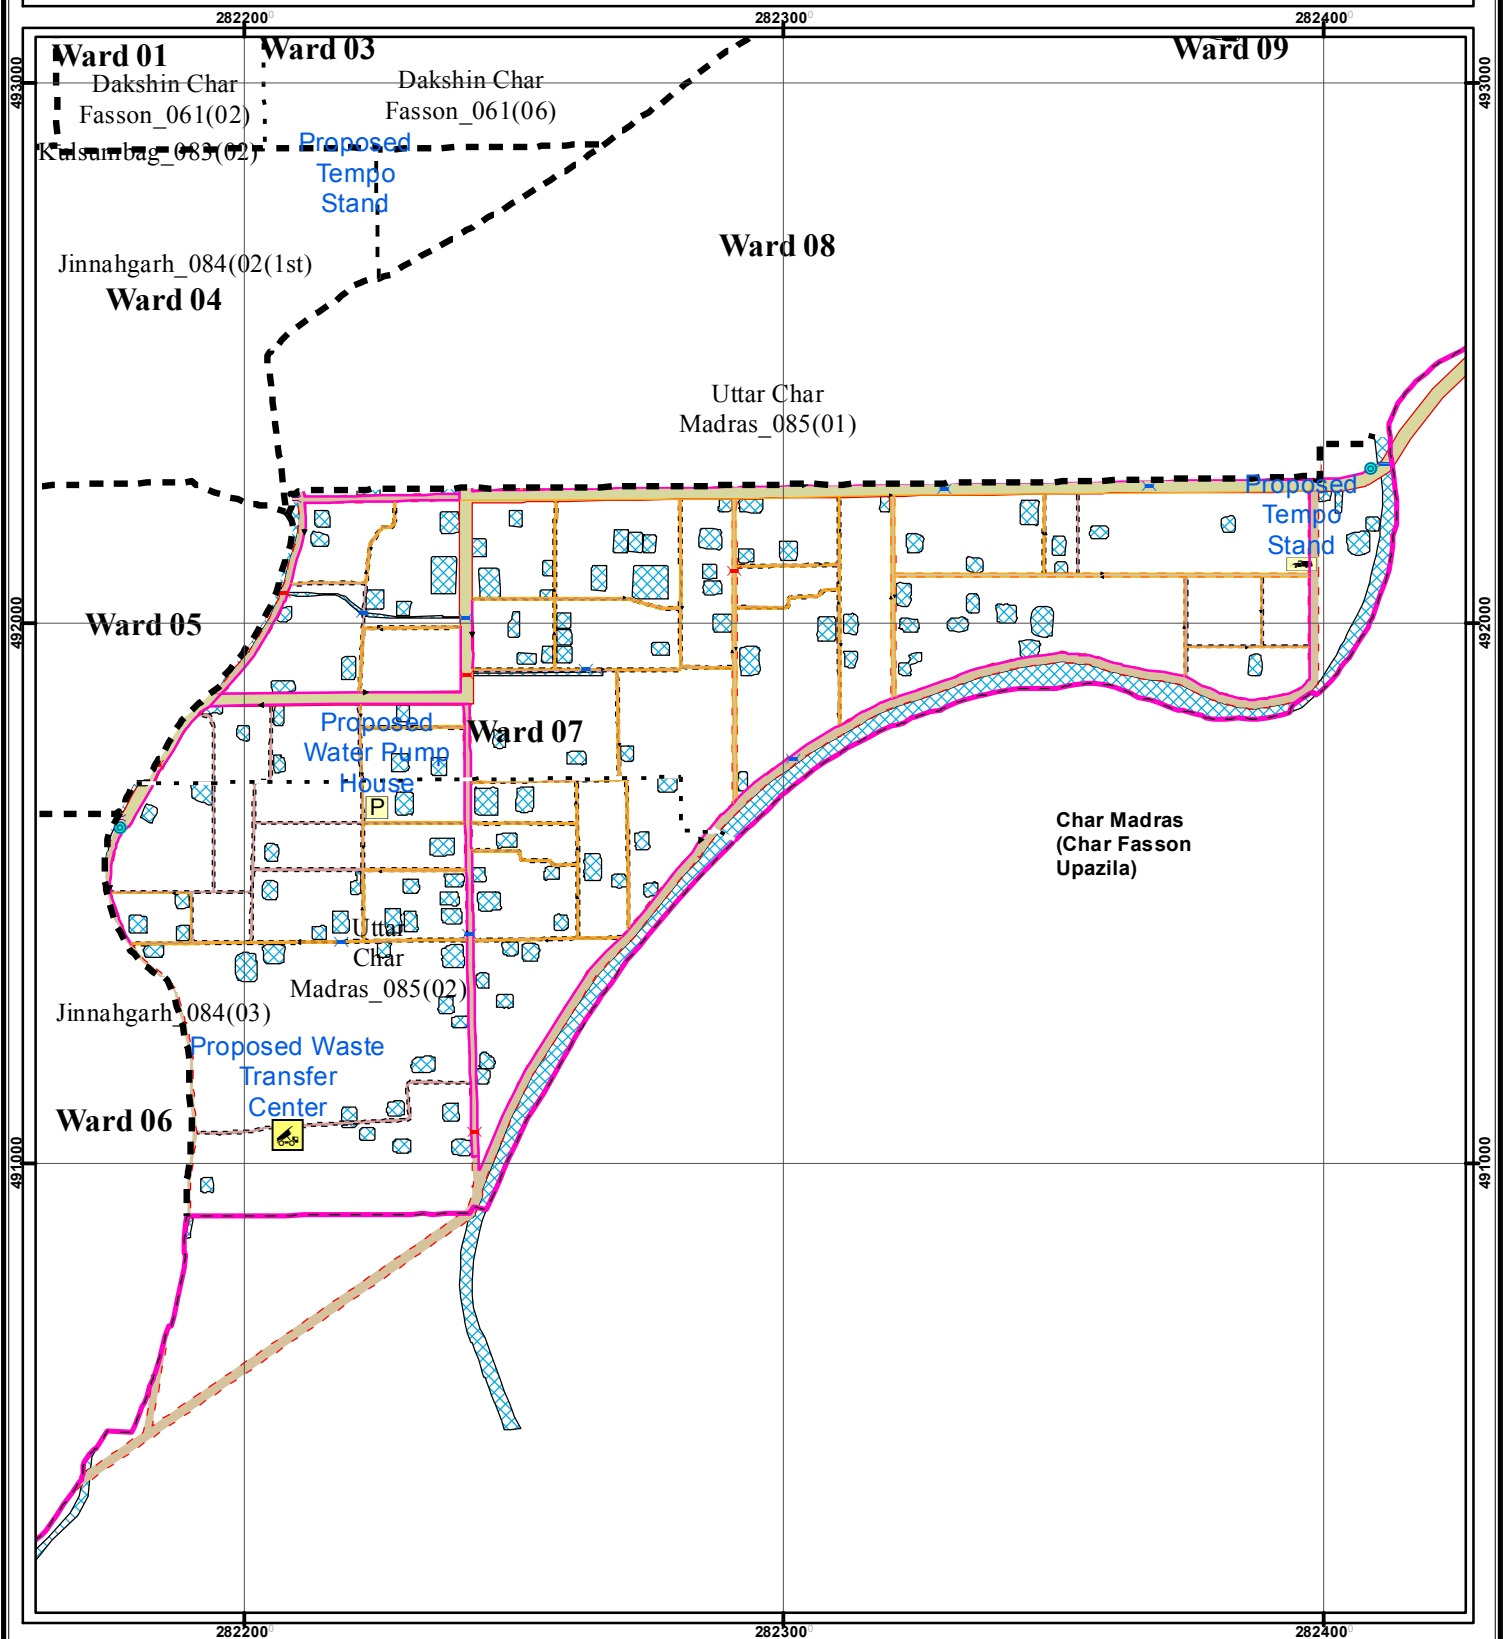 282200
282300
282400
Ward 01
Ward 03
Ward 09
493000
493000
Dakshin Char
Fasson_061(02)
Dakshin Char
Fasson_061(06)
Kulsumbag_083(02)
Proposed
Tempo
Stand
Ward 08
Jinnahgarh_084(02(1st)
Ward 04
Uttar Char
Madras_085(01)
Proposed
Tempo
Stand
492000
492000
Ward 05
Proposed
Water Pump
House
P
Ward 07
Char Madras
(Char Fasson
Upazila)
Uttar
Char
Madras_085(02)
Jinnahgarh_084(03)
Proposed Waste
Transfer
Center
Ward 06
491000
491000
282200
282300
282400